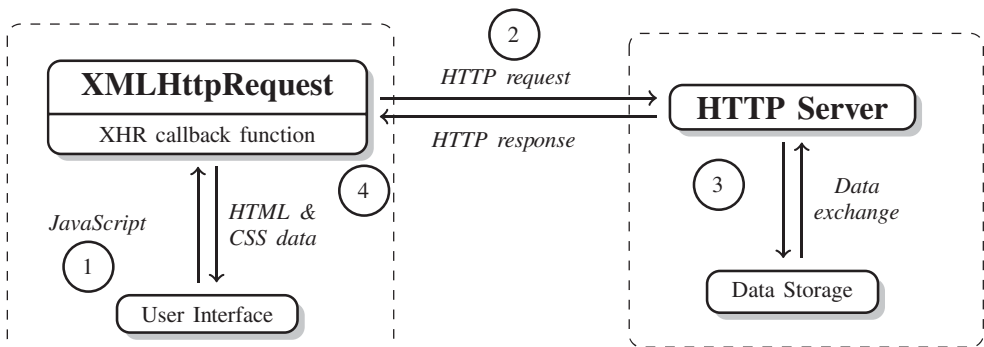 2
XMLHttpRequest
XHR callback function
HTTP request
HTTP response
HTTP Server
4
3
JavaScript
HTML &
CSS data
Data
exchange
1
User Interface
Data Storage